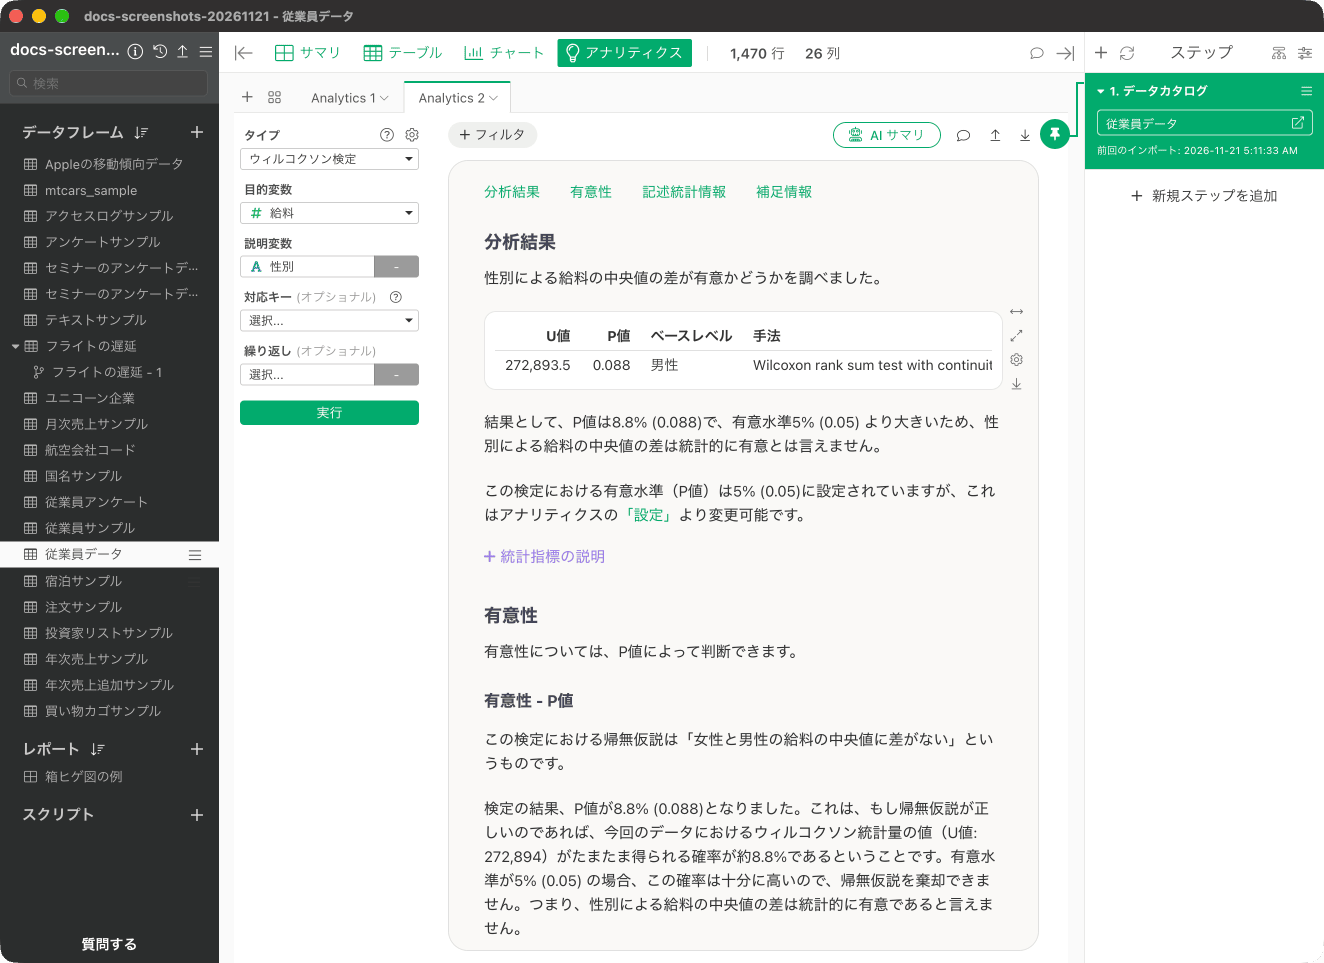 docs-screenshots-20261121 - 従業員データ
docs-screen...
検索
データフレーム
Appleの移動傾向データ
mtcars_sample
アクセスログサンプル
アンケートサンプル
セミナーのアンケートデ...
セミナーのアンケートデ...
テキストサンプル
フライトの遅延
フライトの遅延 - 1
ユニコーン企業
月次売上サンプル
航空会社コード
国名サンプル
従業員アンケート
従業員サンプル
従業員データ
宿泊サンプル
注文サンプル
投資家リストサンプル
年次売上サンプル
年次売上追加サンプル
買い物カゴサンプル
レポート
箱ヒゲ図の例
スクリプト
質問する
サマリ
テーブル
チャート
アナリティクス
1,470 行
26 列
Analytics 1
Analytics 2
タイプ
ウィルコクソン検定
目的変数
給料
説明変数
性別
-
対応キー (オプショナル)
選択...
繰り返し (オプショナル)
選択...
-
実行
フィルタ
AI サマリ
分析結果 有意性 記述統計情報 補足情報
分析結果
性別による給料の中央値の差が有意かどうかを調べました。
U値 P値 ベースレベル 手法
272,893.5 0.088 男性 Wilcoxon rank sum test with continuit
結果として、P値は8.8% (0.088)で、有意水準5% (0.05) より大きいため、性
別による給料の中央値の差は統計的に有意とは言えません。
この検定における有意水準（P値）は5% (0.05)に設定されていますが、これ
はアナリティクスの「設定」より変更可能です。
統計指標の説明
有意性
有意性については、P値によって判断できます。
有意性 - P値
この検定における帰無仮説は「女性と男性の給料の中央値に差がない」とい
うものです。
検定の結果、P値が8.8% (0.088)となりました。これは、もし帰無仮説が正
しいのであれば、今回のデータにおけるウィルコクソン統計量の値（U値:
272,894）がたまたま得られる確率が約8.8%であるということです。有意水
準が5% (0.05) の場合、この確率は十分に高いので、帰無仮説を棄却できま
せん。つまり、性別による給料の中央値の差は統計的に有意であると言えま
せん。
ステップ
1. データカタログ
従業員データ
前回のインポート: 2026-11-21 5:11:33 AM
新規ステップを追加